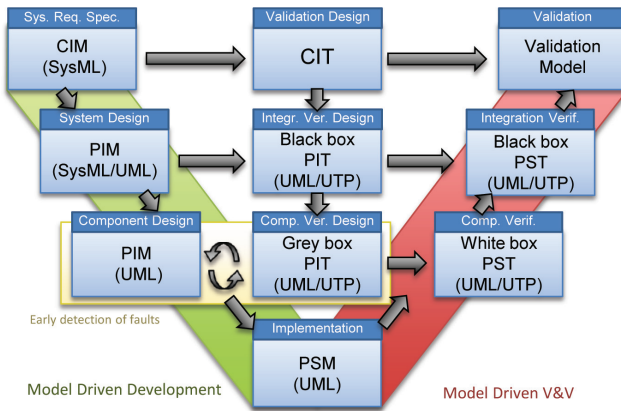 Sys. Req. Spec.
CIM
(SysML)
Validation Design
CIT
Validation
Validation
Model
System Design
PIM
(SysML/UML)
Integr. Ver. Design
Black box
PIT
(UML/UTP)
Integration Verif.
Black box
PST
(UML/UTP)
Component Design
PIM
(UML)
Comp. Ver. Design
Grey box
PIT
(UML/UTP)
Comp. Verif.
White box
PST
(UML/UTP)
Early detection of faults
Implementation
PSM
(UML)
Model Driven Development
Model Driven V&V